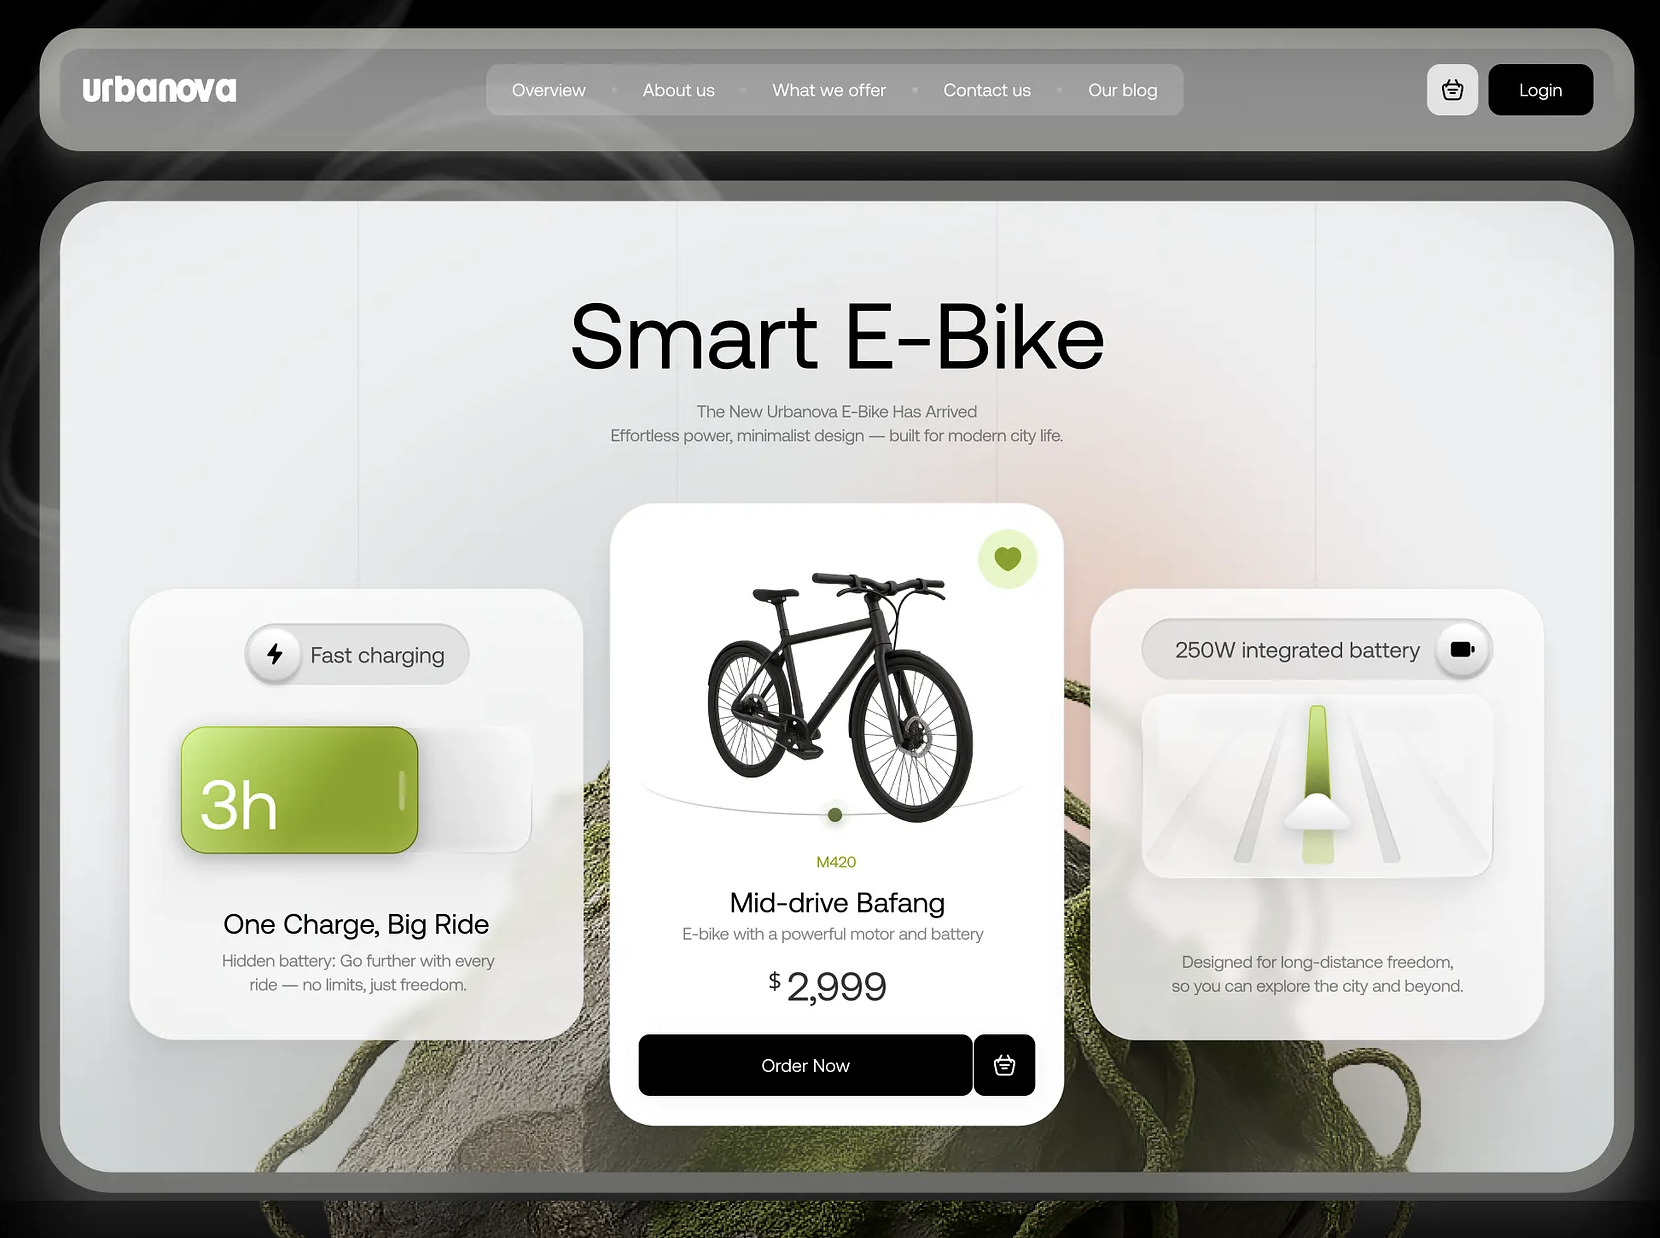 urbanova
Overview
About us
What we offer
Contact us
Our blog
Login
Smart E-Bike
The New Urbanova E-Bike Has Arrived
Effortless power, minimalist design — built for modern city life.
Fast charging
3h
One Charge, Big Ride
Hidden battery: Go further with every
ride — no limits, just freedom.
M420
Mid-drive Bafang
E-bike with a powerful motor and battery
$ 2,999
Order Now
250W integrated battery
Designed for long-distance freedom,
so you can explore the city and beyond.